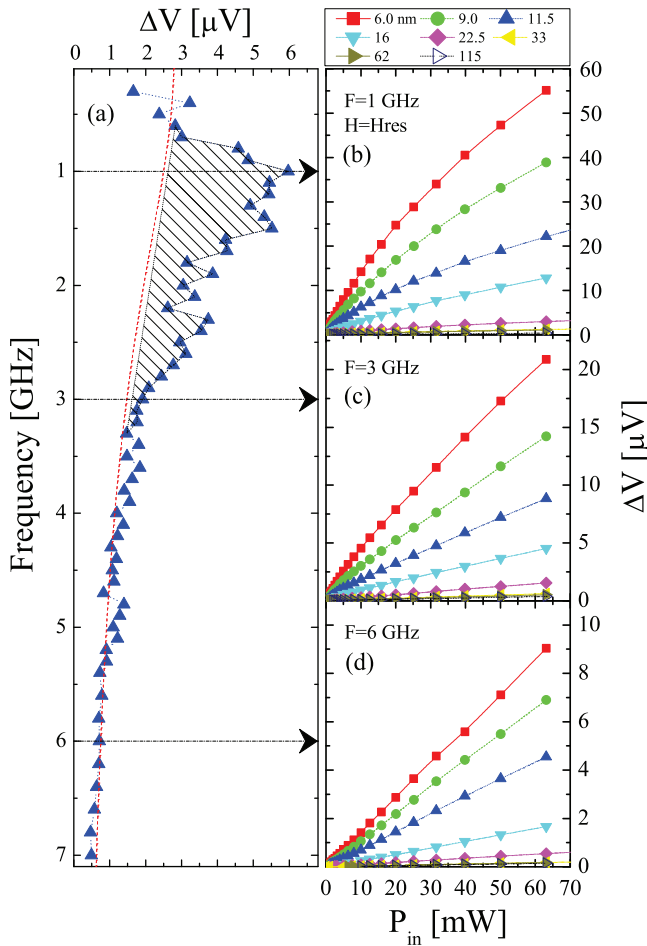 ΔV [μV]
0 2 4 6
(a)
1
2
3
4
5
6
7
Frequency [GHz]
6.0 nm 9.0 11.5
16 22.5 33
62 115
F=1 GHz
H=Hres
(b)
60
50
40
30
20
10
0
F=3 GHz
(c)
20
15
10
5
0
ΔV [μV]
F=6 GHz
(d)
10
8
6
4
2
0
0 10 20 30 40 50 60 70
P_in [mW]